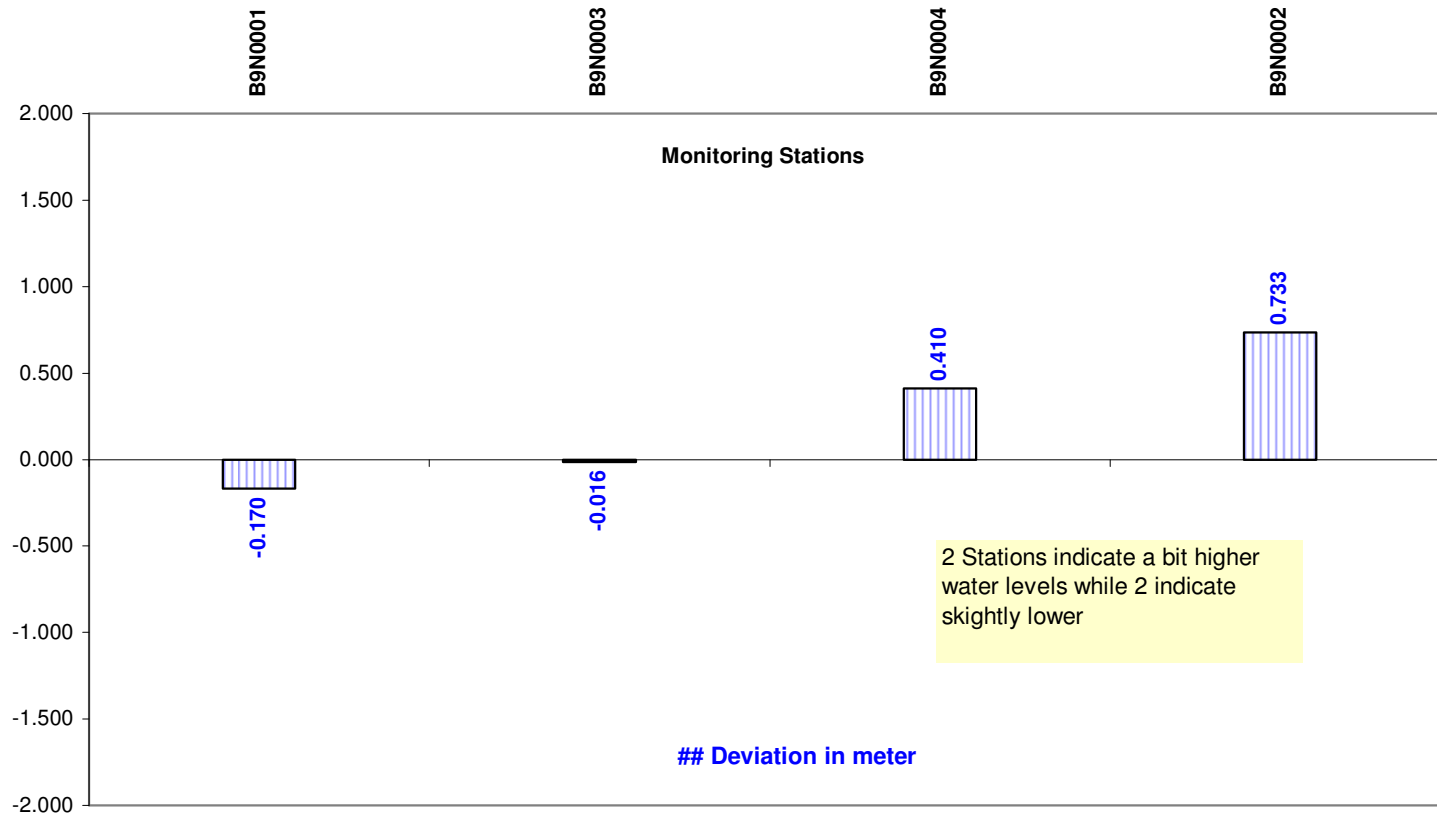 B9N0001
B9N0003
B9N0004
B9N0002
2.000
Monitoring Stations
1.500
1.000
0.733
0.500
0.410
0.000
-0.170
-0.016
-0.500
2 Stations indicate a bit higher
water levels while 2 indicate
skightly lower
-1.000
-1.500
## Deviation in meter
-2.000